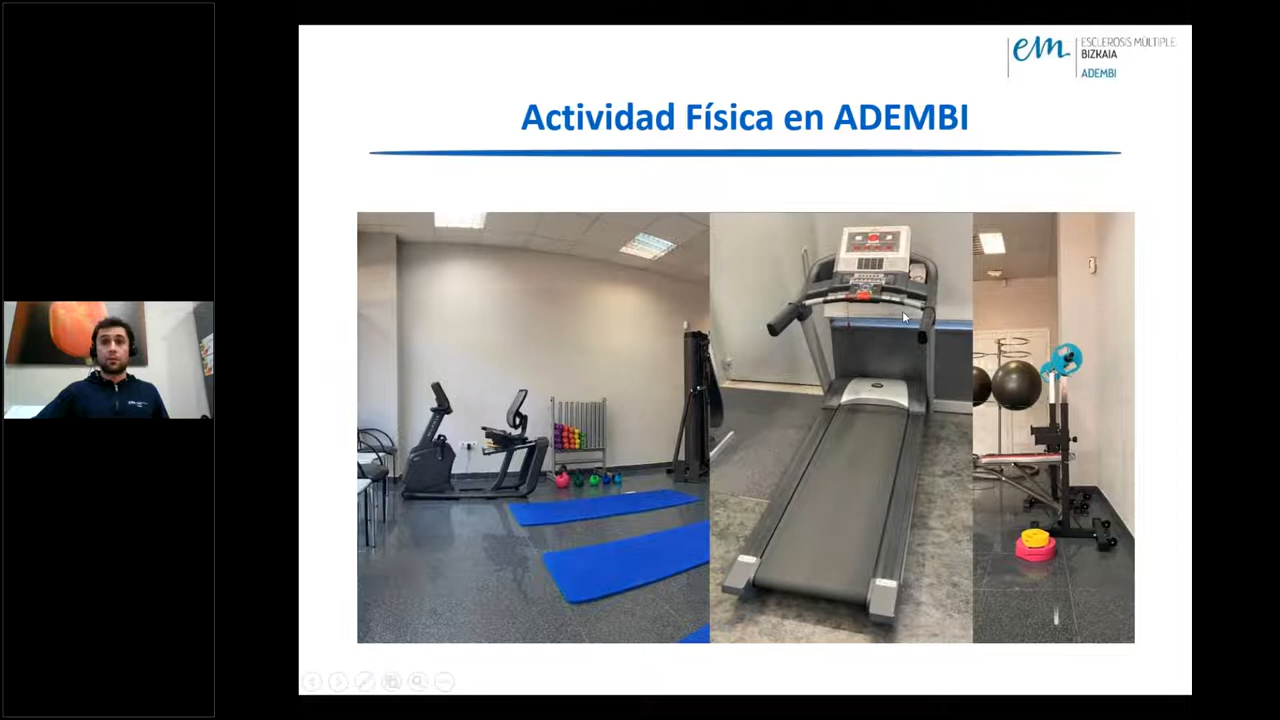 em
ESCLEROSIS MÚLTIPLE
BIZKAIA
ADEMBI
Actividad Física en ADEMBI